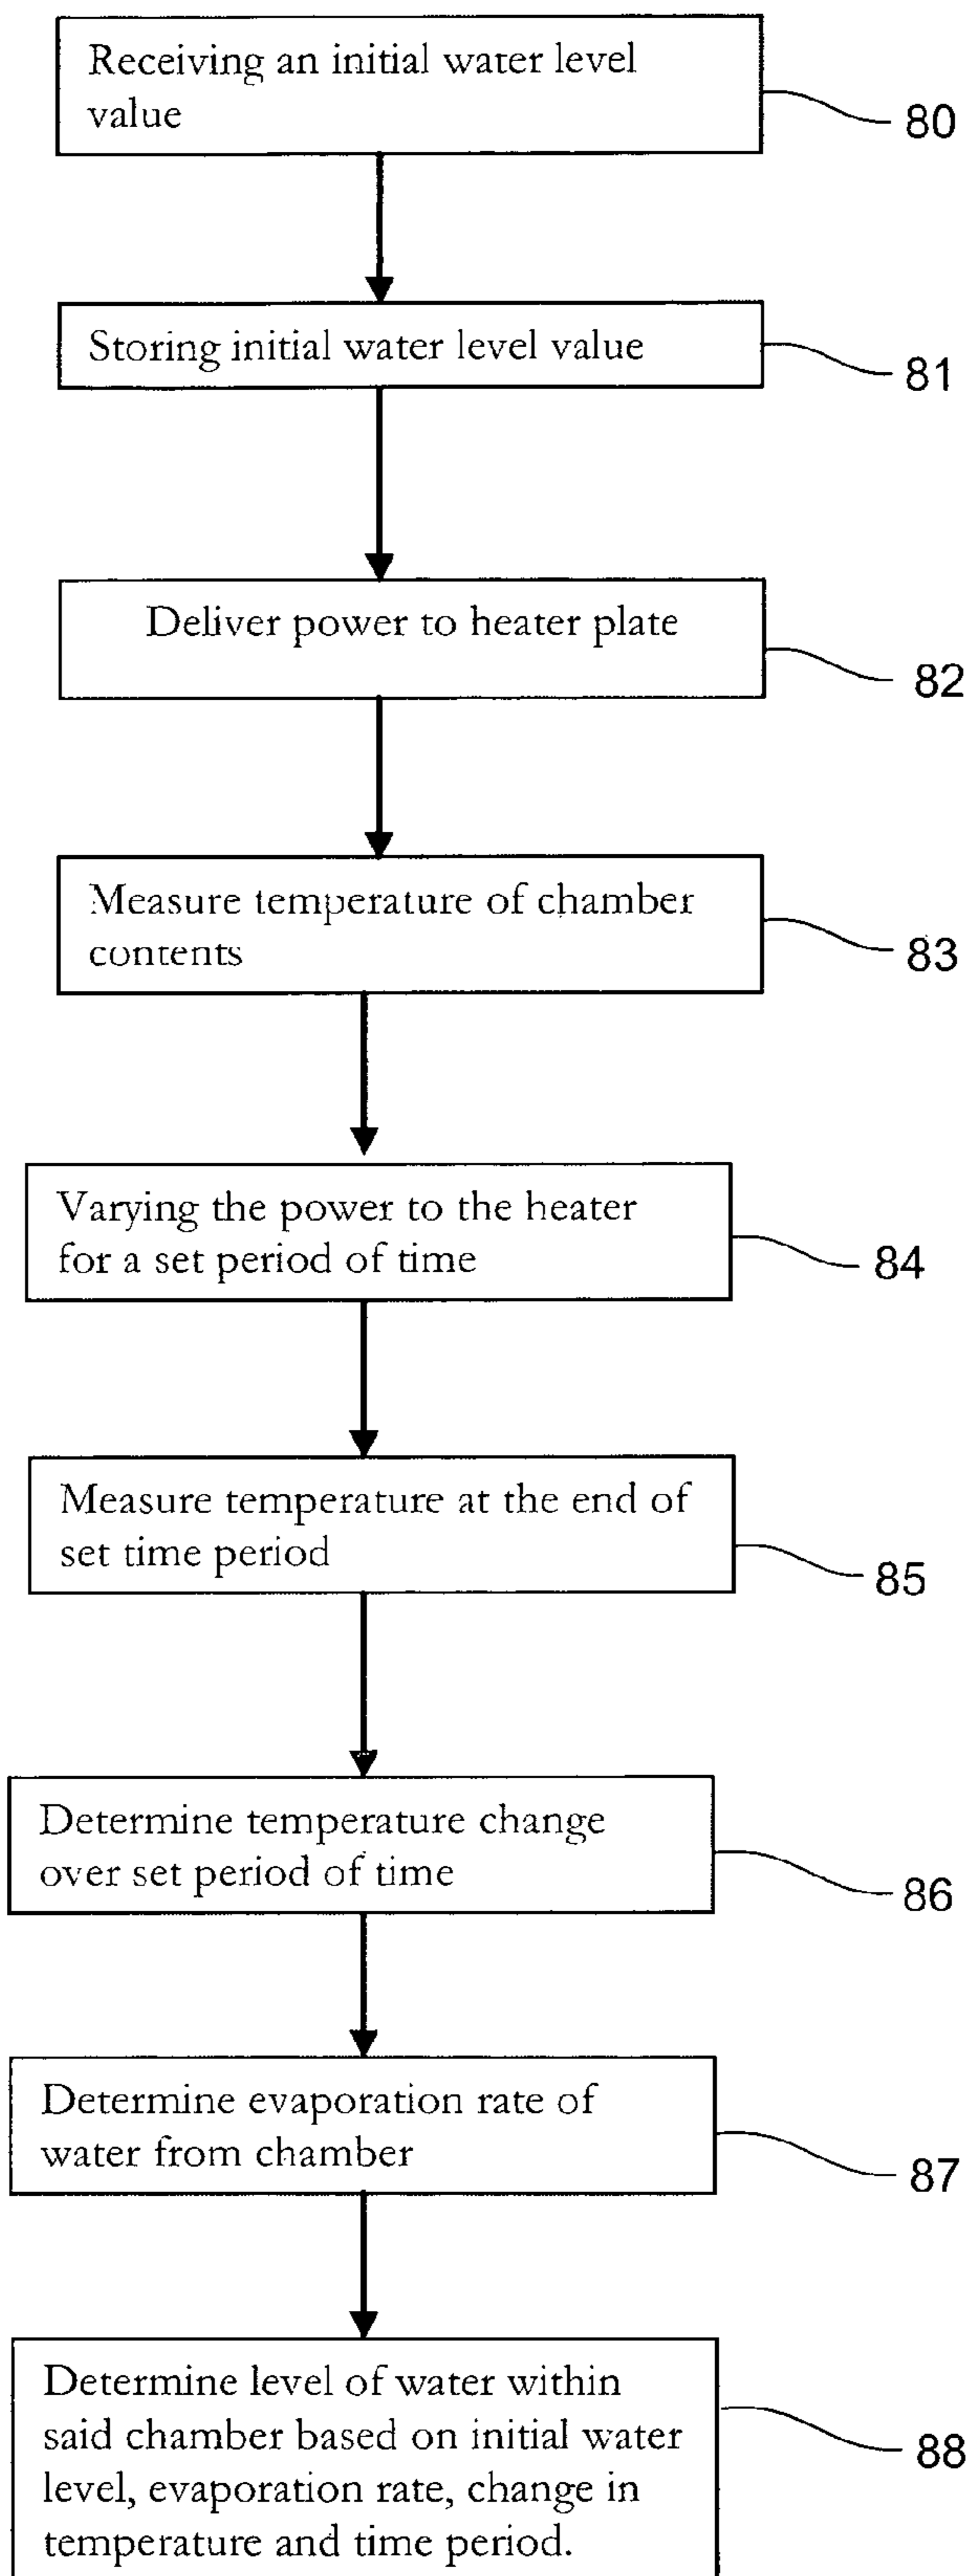 Receiving an initial water level
value
80
Storing initial water level value
81
Deliver power to heater plate
82
Measure temperature of chamber
contents
83
Varying the power to the heater
for a set period of time
84
Measure temperature at the end of
set time period
85
Determine temperature change
over set period of time
86
Determine evaporation rate of
water from chamber
87
Determine level of water within
said chamber based on initial water
level, evaporation rate, change in
temperature and time period.
88